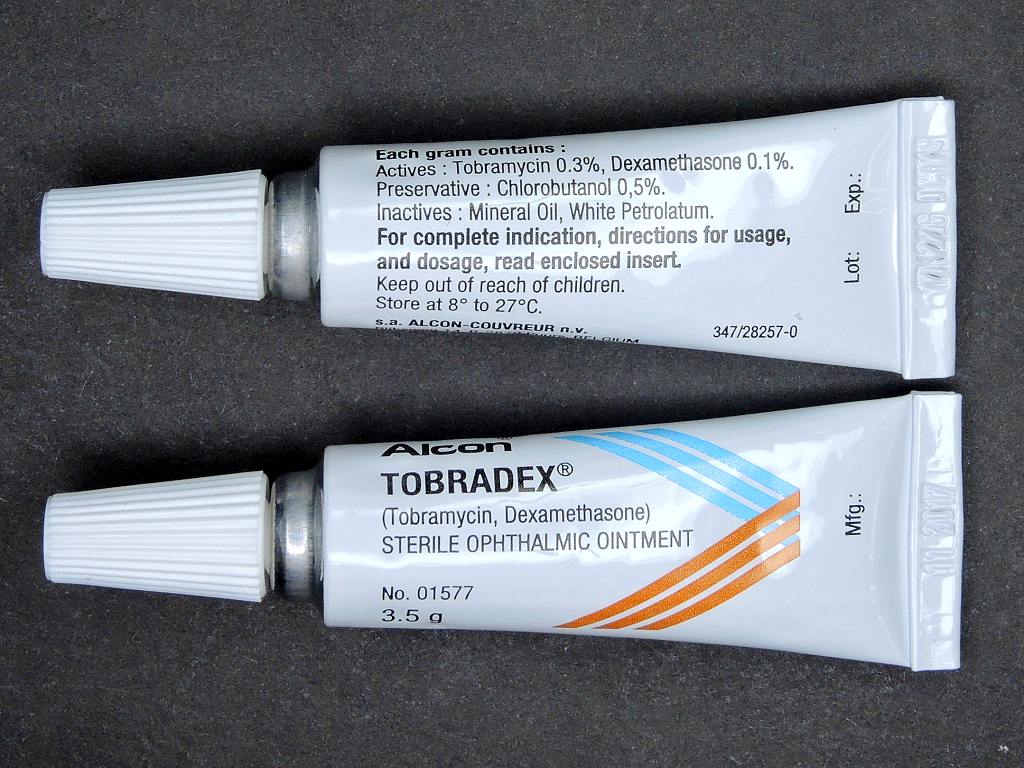 Each gram contains :
Actives : Tobramycin 0.3%, Dexamethasone 0.1%.
Preservative : Chlorobutanol 0,5%.
Inactives : Mineral Oil, White Petrolatum.
For complete indication, directions for usage,
and dosage, read enclosed insert.
Keep out of reach of children.
Store at 8° to 27°C.
s.a. ALCON-COUVREUR n.v.
BELGIUM
347/28257-0
Lot: Exp.:
Alcon®
TOBRADEX®
(Tobramycin, Dexamethasone)
STERILE OPHTHALMIC OINTMENT
No. 01577
3.5 g
Mfg.: